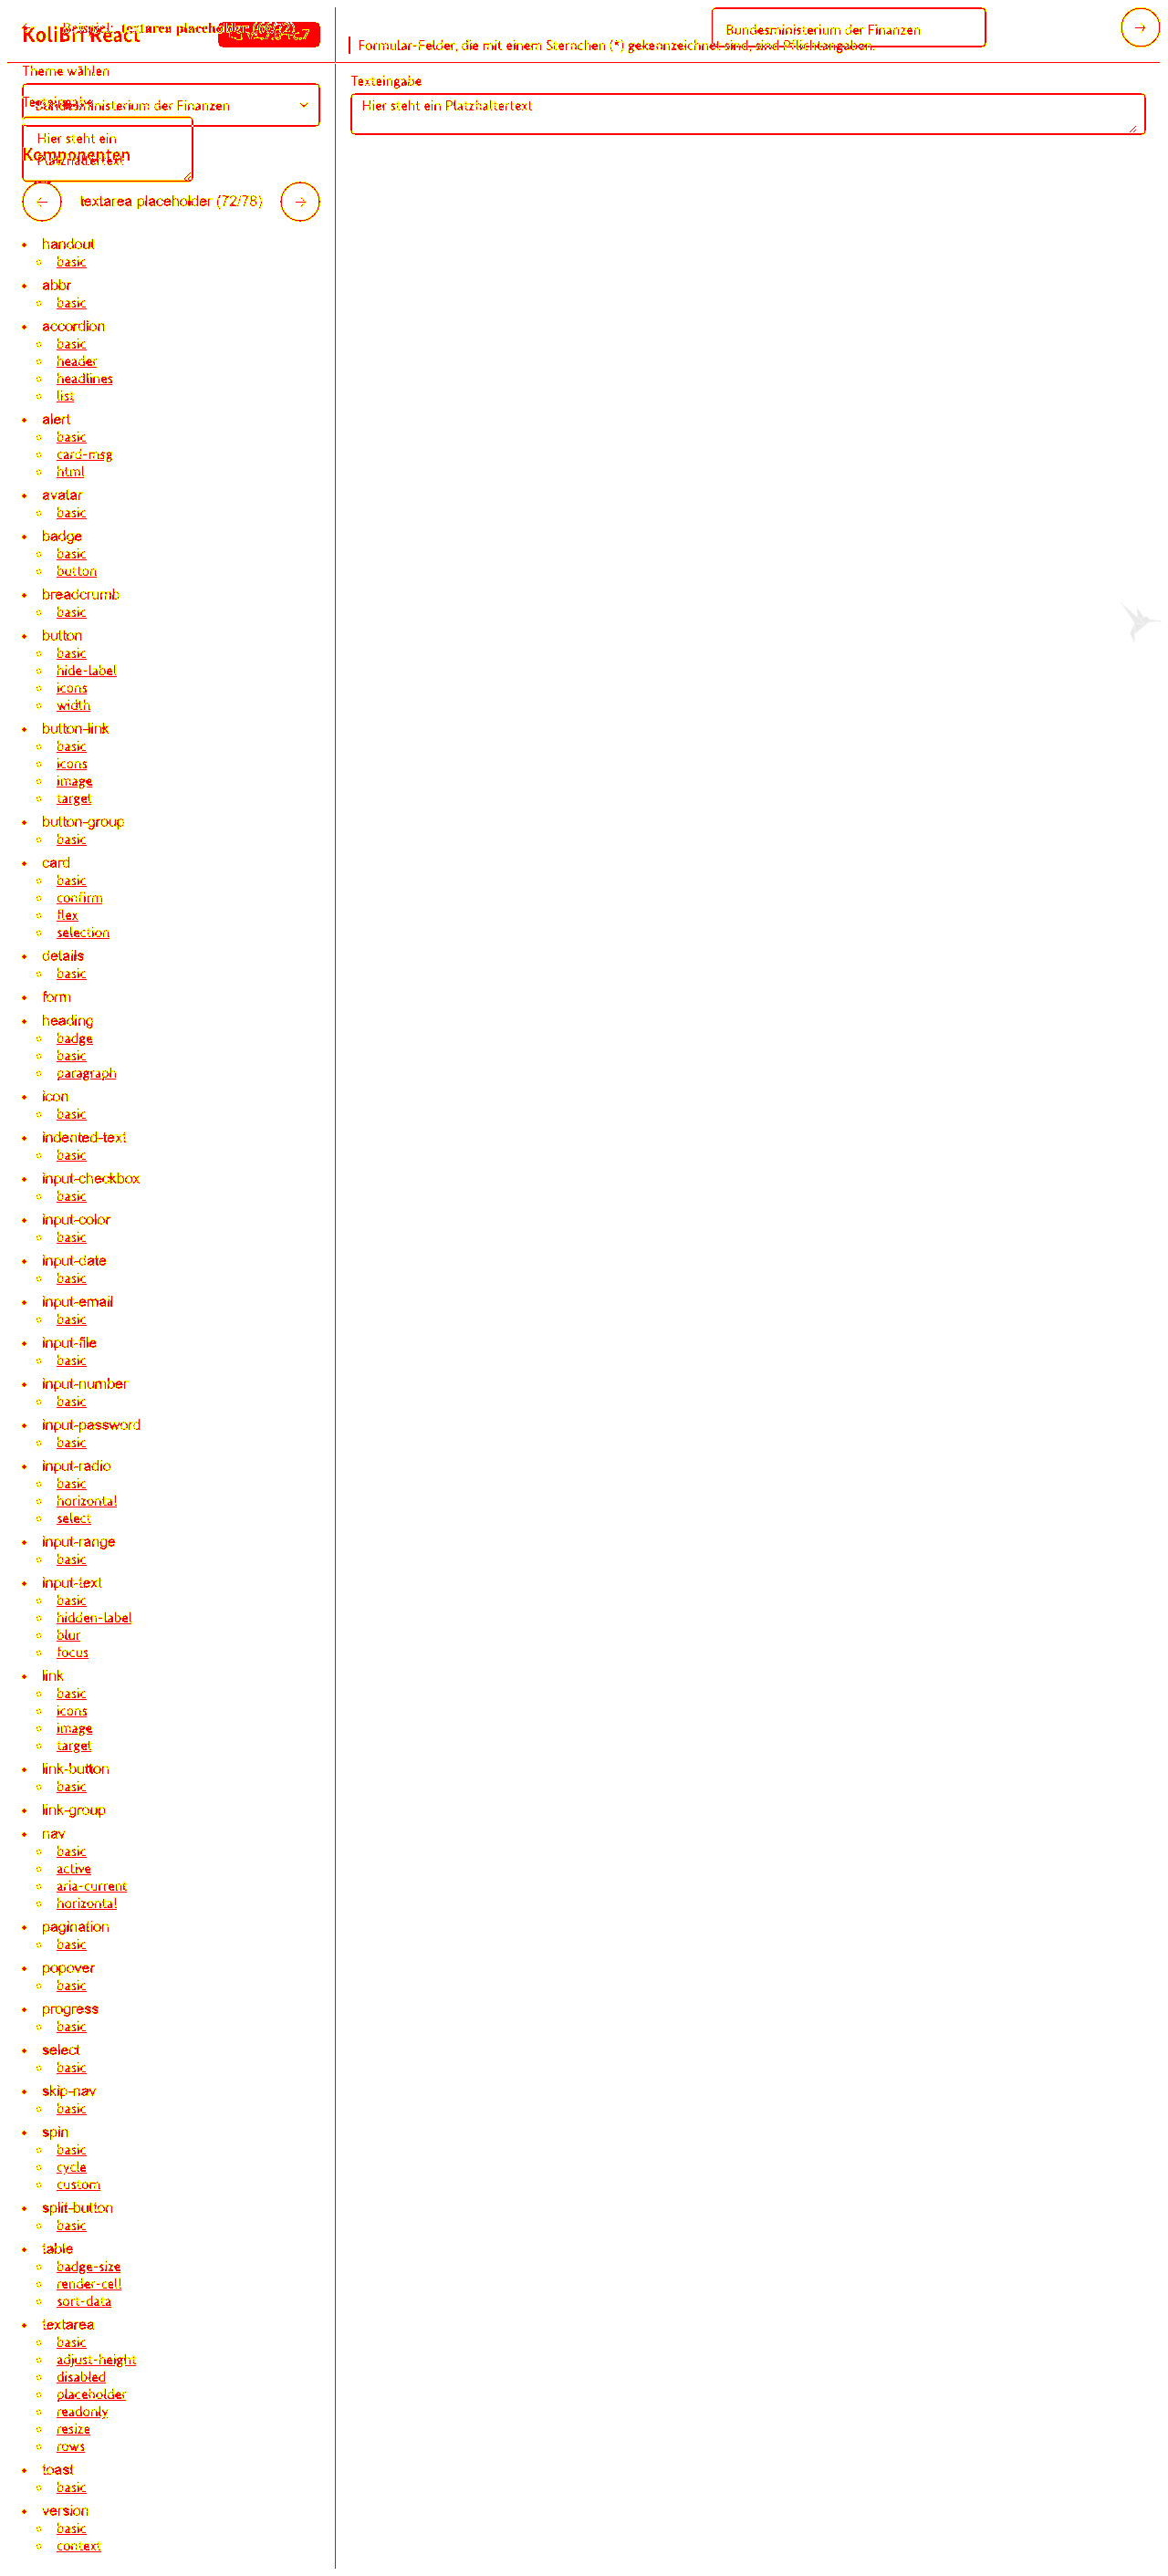 KoliBri React
Beispiel: textarea placeholder
Formular-Felder, die mit einem Sternchen (*) gekennzeichnet sind, sind Pflichtangaben.
Bundesministerium der Finanzen
Theme wählen
Bundesministerium der Finanzen
Texteingabe
Hier steht ein
Platzhaltertext
Texteingabe
Hier steht ein Platzhaltertext
Komponenten
textarea placeholder (72/78)
handout
basic
abbr
basic
accordion
basic
header
headlines
list
alert
basic
card-msg
html
avatar
basic
badge
basic
button
breadcrumb
basic
button
basic
hide-label
icons
width
button-link
basic
icons
image
target
button-group
basic
card
basic
confirm
flex
selection
details
basic
form
heading
badge
basic
paragraph
icon
basic
indented-text
basic
input-checkbox
basic
input-color
basic
input-date
basic
input-email
basic
input-file
basic
input-number
basic
input-password
basic
input-radio
basic
horizontal
select
input-range
basic
input-text
basic
hidden-label
blur
focus
link
basic
icons
image
target
link-button
basic
link-group
nav
basic
active
aria-current
horizontal
pagination
basic
popover
basic
progress
basic
select
basic
skip-nav
basic
spin
basic
cycle
custom
split-button
basic
table
badge-size
render-cell
sort-data
textarea
basic
adjust-height
disabled
placeholder
readonly
resize
rows
toast
basic
version
basic
context